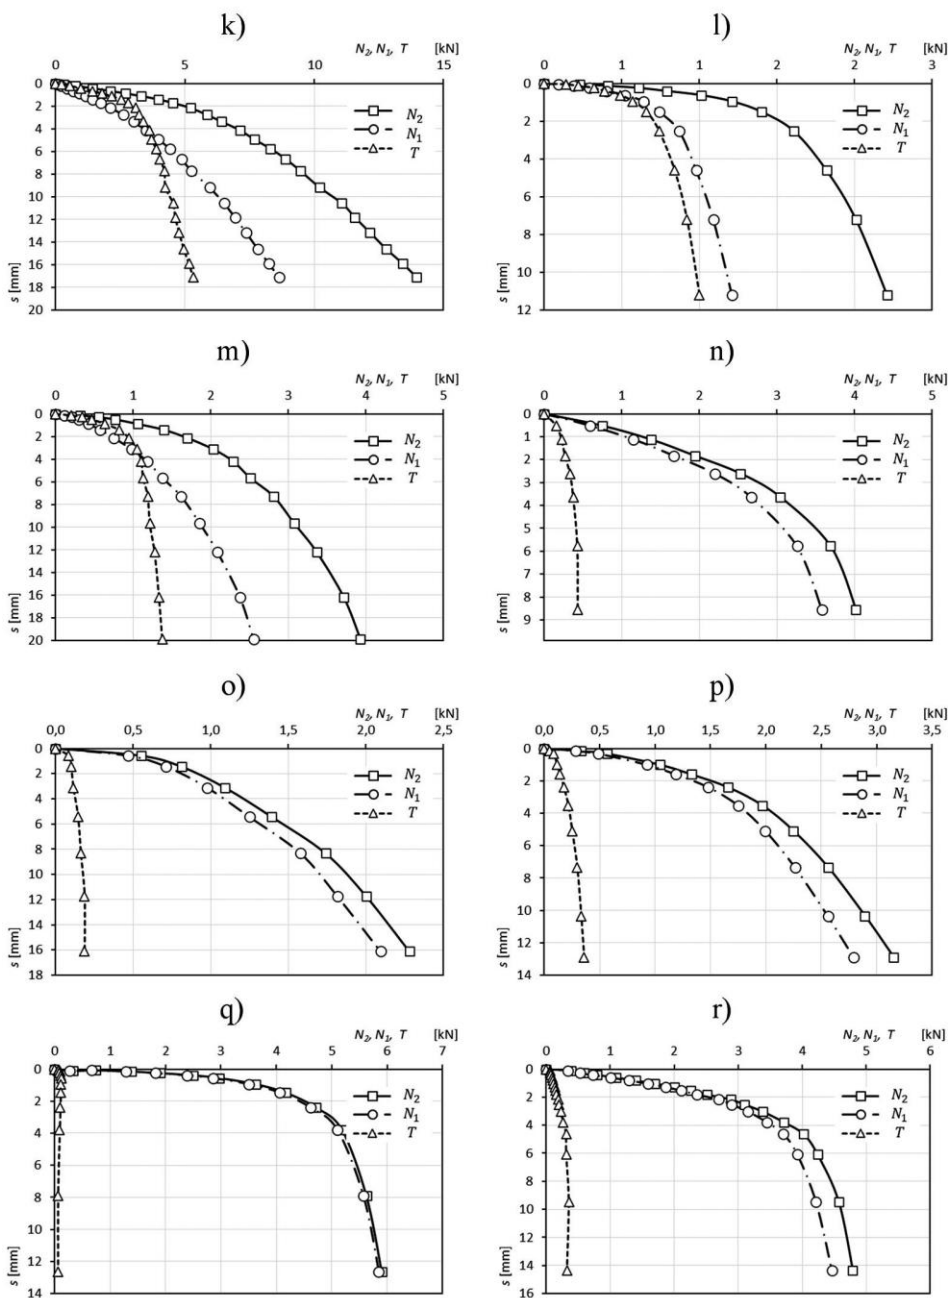 k)
N₂, N₁, T [kN]
0 5 10 15
0
2
4
6
8
10
12
14
16
18
20
s [mm]
N₂
N₁
T
l)
N₂, N₁, T [kN]
0 1 1 2 2 3
0
2
4
6
8
10
12
s [mm]
N₂
N₁
T
m)
N₂, N₁, T [kN]
0 1 2 3 4 5
0
2
4
6
8
10
12
14
16
18
20
s [mm]
N₂
N₁
T
n)
N₂, N₁, T [kN]
0 1 2 3 4 5
0
1
2
3
4
5
6
7
8
9
s [mm]
N₂
N₁
T
o)
N₂, N₁, T [kN]
0,0 0,5 1,0 1,5 2,0 2,5
0
2
4
6
8
10
12
14
16
18
s [mm]
N₂
N₁
T
p)
N₂, N₁, T [kN]
0,0 0,5 1,0 1,5 2,0 2,5 3,0 3,5
0
2
4
6
8
10
12
14
s [mm]
N₂
N₁
T
q)
N₂, N₁, T [kN]
0 1 2 3 4 5 6 7
0
2
4
6
8
10
12
14
s [mm]
N₂
N₁
T
r)
N₂, N₁, T [kN]
0 1 2 3 4 5 6
0
2
4
6
8
10
12
14
16
s [mm]
N₂
N₁
T